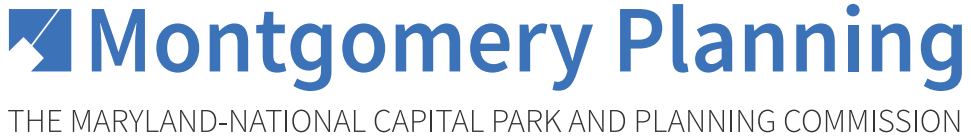 Montgomery Planning
THE MARYLAND-NATIONAL CAPITAL PARK AND PLANNING COMMISSION